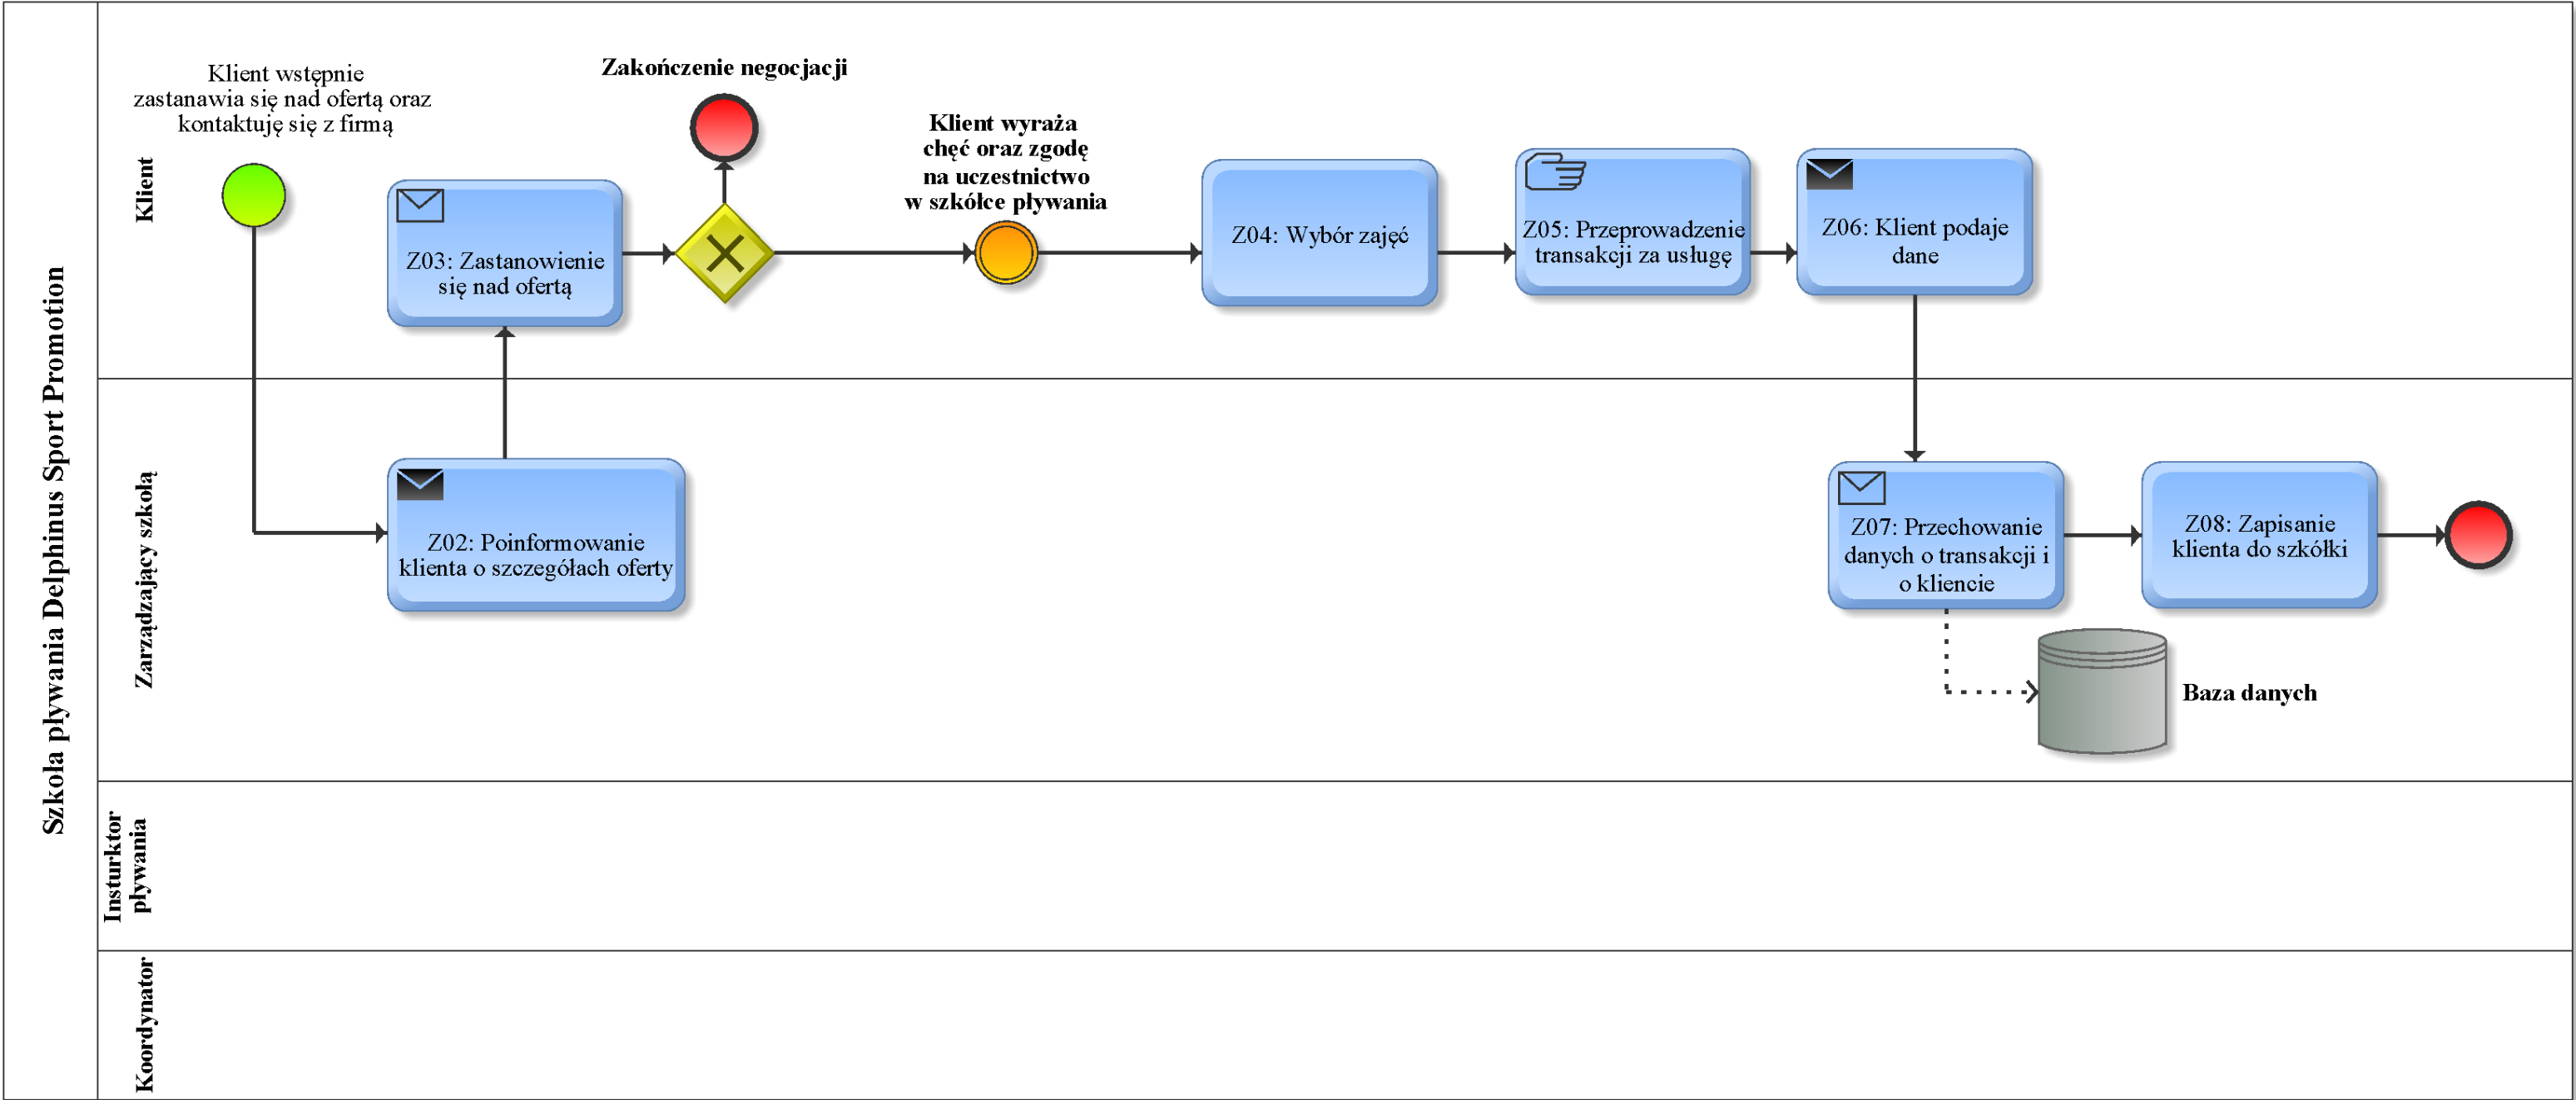 Szkoła pływania Delphinus Sport Promotion
Klient
Klient wstępnie
zastanawia się nad ofertą oraz
kontaktuję się z firmą
Zakończenie negocjacji
Klient wyraża
chęć oraz zgodę
na uczestnictwo
w szkółce pływania
Z03: Zastanowienie
się nad ofertą
Z04: Wybór zajęć
Z05: Przeprowadzenie
transakcji za usługę
Z06: Klient podaje
dane
Zarządzający szkołą
Z02: Poinformowanie
klienta o szczegółach oferty
Z07: Przechowanie
danych o transakcji i
o kliencie
Z08: Zapisanie
klienta do szkółki
Baza danych
Insturktor
pływania
Koordynator